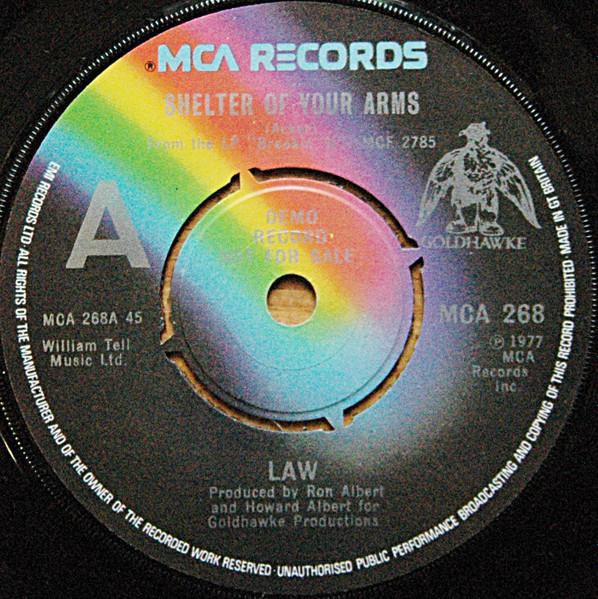 ®MCA RECORDS
SHELTER OF YOUR ARMS
From the LP "Breakin' It" MCF 2785
A
DEMO
RECORD
NOT FOR SALE
GOLDHAWKE
MCA 268A 45
William Tell
Music Ltd.
MCA 268
℗ 1977
MCA
Records
Inc.
LAW
Produced by Ron Albert
and Howard Albert for
Goldhawke Productions
EMI RECORDS LTD·ALL RIGHTS OF THE MANUFACTURER AND OF THE OWNER OF THE RECORDED WORK RESERVED·UNAUTHORISED PUBLIC PERFORMANCE BROADCASTING AND COPYING OF THIS RECORD PROHIBITED·MADE IN GT BRITAIN